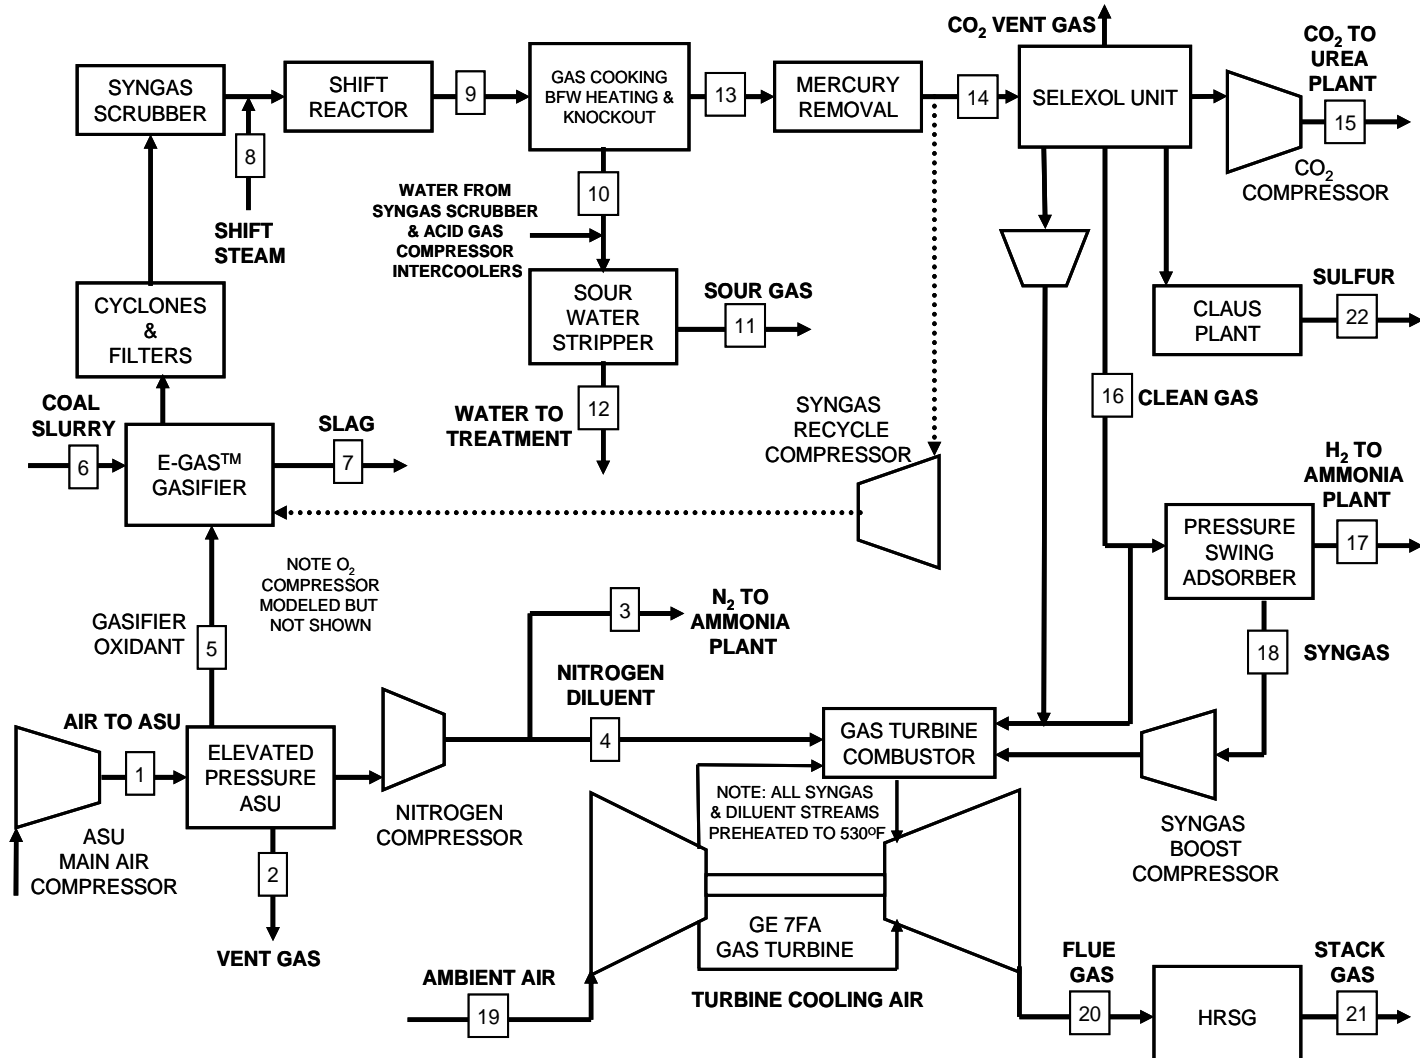 CO2 VENT GAS
CO2 TO
UREA
PLANT
SYNGAS
SCRUBBER
SHIFT
REACTOR
9
GAS COOKING
BFW HEATING &
KNOCKOUT
13
MERCURY
REMOVAL
14
SELEXOL UNIT
15
CO2
COMPRESSOR
8
SHIFT
STEAM
10
WATER FROM
SYNGAS SCRUBBER
& ACID GAS
COMPRESSOR
INTERCOOLERS
CYCLONES
&
FILTERS
SOUR
WATER
STRIPPER
SOUR GAS
11
CLAUS
PLANT
SULFUR
22
12
WATER TO
TREATMENT
16
CLEAN GAS
COAL
SLURRY
6
E-GAS™
GASIFIER
SLAG
7
SYNGAS
RECYCLE
COMPRESSOR
H2 TO
AMMONIA
PLANT
PRESSURE
SWING
ADSORBER
17
NOTE O2
COMPRESSOR
MODELED BUT
NOT SHOWN
GASIFIER
OXIDANT
5
3
N2 TO
AMMONIA
PLANT
18
SYNGAS
NITROGEN
DILUENT
4
AIR TO ASU
1
ELEVATED
PRESSURE
ASU
GAS TURBINE
COMBUSTOR
NOTE: ALL SYNGAS
& DILUENT STREAMS
PREHEATED TO 530ºF
NITROGEN
COMPRESSOR
SYNGAS
BOOST
COMPRESSOR
ASU
MAIN AIR
COMPRESSOR
2
VENT GAS
GE 7FA
GAS TURBINE
AMBIENT AIR
19
TURBINE COOLING AIR
FLUE
GAS
20
HRSG
STACK
GAS
21